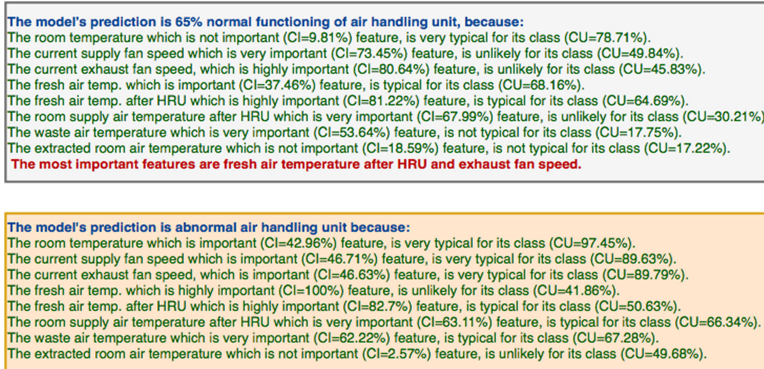 The model's prediction is 65% normal functioning of air handling unit, because:
The room temperature which is not important (CI=9.81%) feature, is very typical for its class (CU=78.71%).
The current supply fan speed which is very important (CI=73.45%) feature, is unlikely for its class (CU=49.84%).
The current exhaust fan speed, which is highly important (CI=80.64%) feature, is unlikely for its class (CU=45.83%).
The fresh air temp. which is important (CI=37.46%) feature, is typical for its class (CU=68.16%).
The fresh air temp. after HRU which is highly important (CI=81.22%) feature, is typical for its class (CU=64.69%).
The room supply air temperature after HRU which is very important (CI=67.99%) feature, is unlikely for its class (CU=30.21%)
The waste air temperature which is very important (CI=53.64%) feature, is not typical for its class (CU=17.75%).
The extracted room air temperature which is not important (CI=18.59%) feature, is not typical for its class (CU=17.22%).
The most important features are fresh air temperature after HRU and exhaust fan speed.
The model's prediction is abnormal air handling unit because:
The room temperature which is important (CI=42.96%) feature, is very typical for its class (CU=97.45%).
The current supply fan speed which is important (CI=46.71%) feature, is very typical for its class (CU=89.63%).
The current exhaust fan speed, which is important (CI=46.63%) feature, is very typical for its class (CU=89.79%).
The fresh air temp. which is highly important (CI=100%) feature, is unlikely for its class (CU=41.86%).
The fresh air temp. after HRU which is highly important (CI=82.7%) feature, is typical for its class (CU=50.63%).
The room supply air temperature after HRU which is very important (CI=63.11%) feature, is typical for its class (CU=66.34%).
The waste air temperature which is very important (CI=62.22%) feature, is typical for its class (CU=67.28%).
The extracted room air temperature which is not important (CI=2.57%) feature, is unlikely for its class (CU=49.68%).